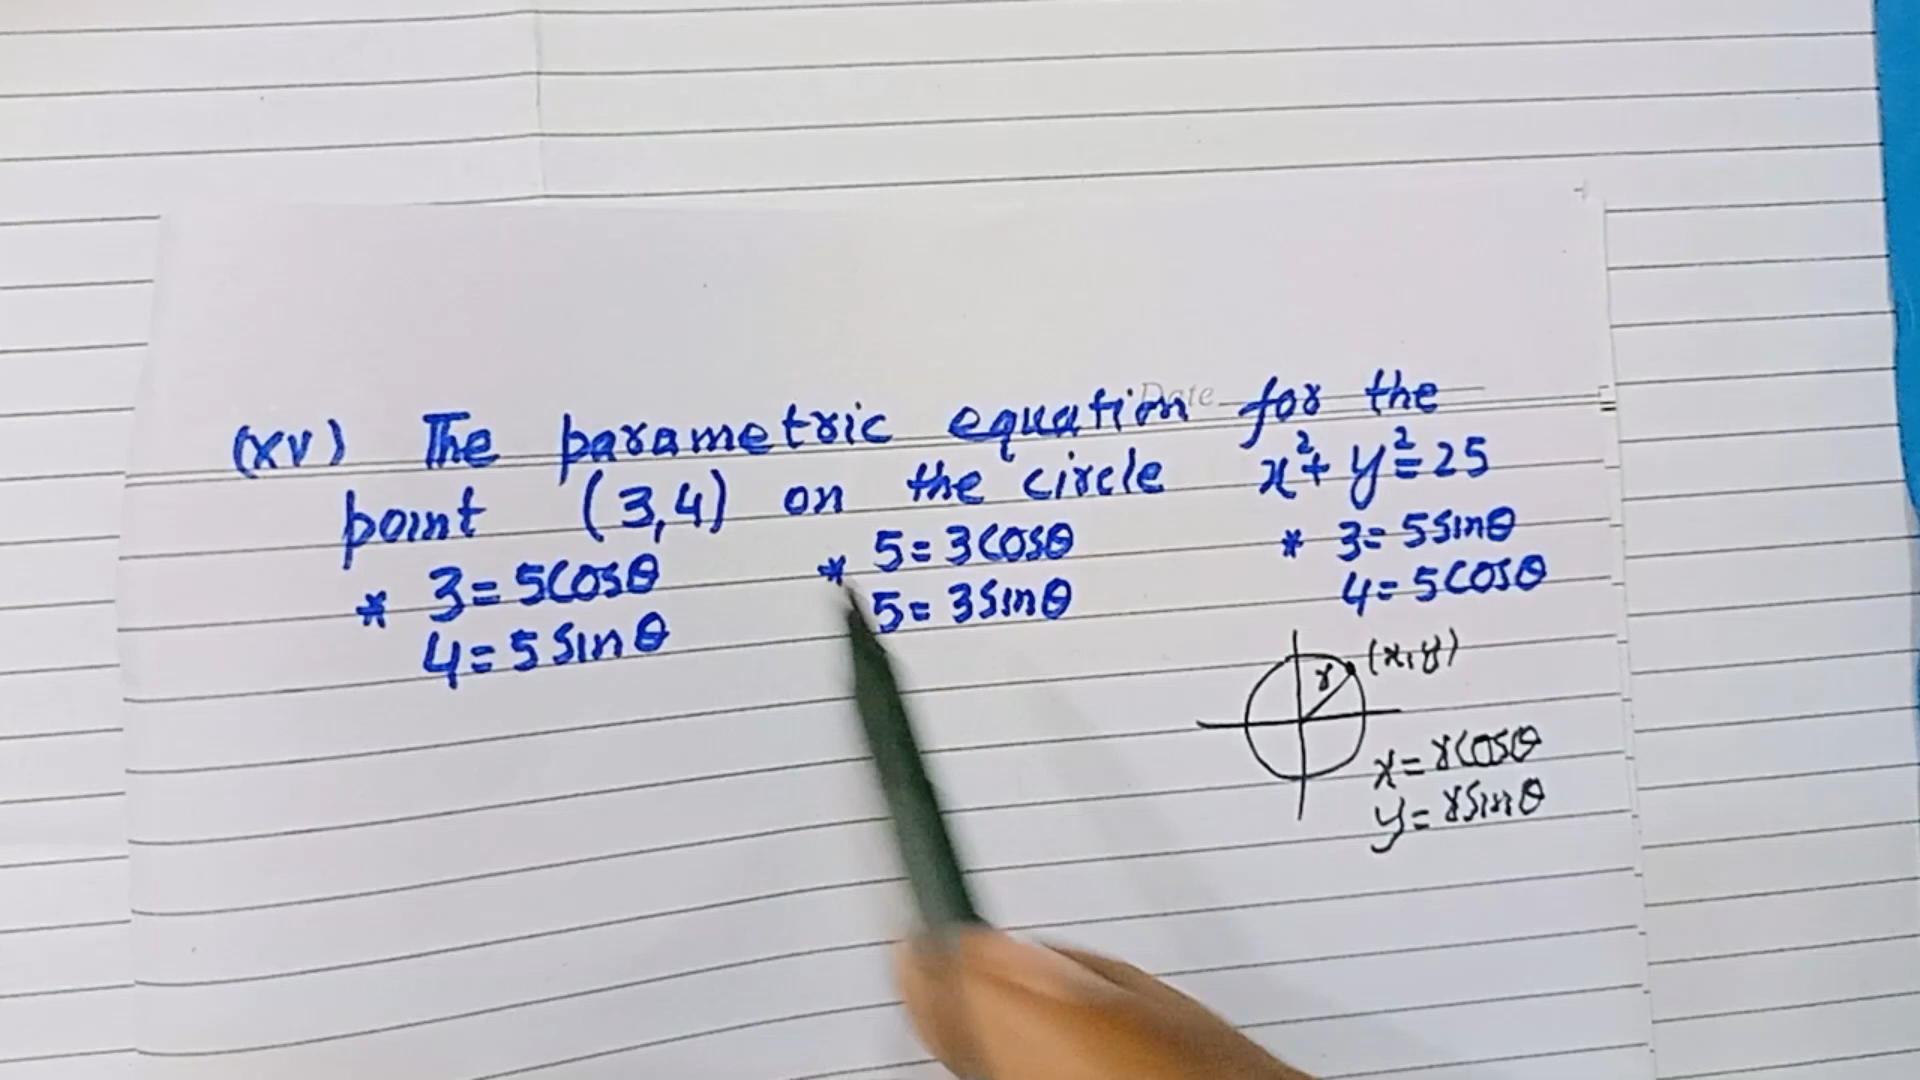 Date
(xv) The parametric equation for the
point (3,4) on the circle x²+y²=25
* 3=5cosθ
4=5sinθ
* 5=3cosθ
5=3sinθ
* 3=5sinθ
4=5cosθ
r (x,y)
x=rcosθ
y=rsinθ